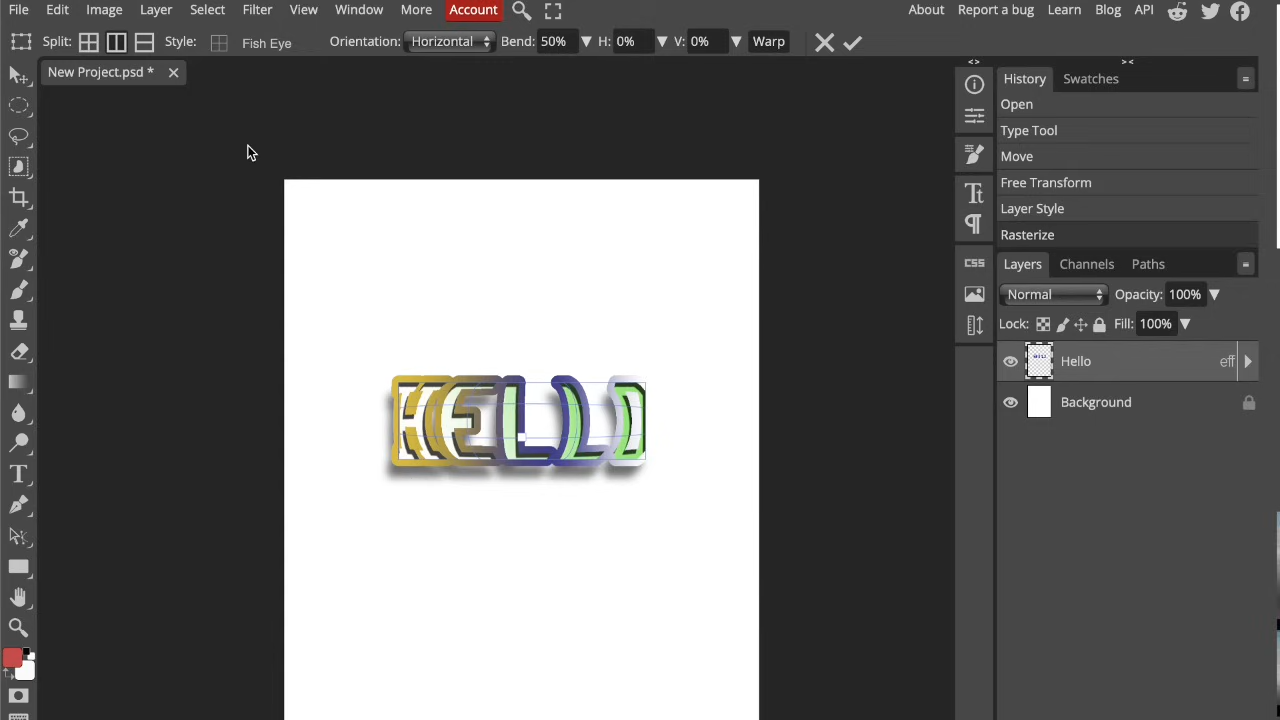 File Edit Image Layer Select Filter View Window More Account About Report a bug Learn Blog API
Split: Style: Fish Eye Orientation: Horizontal Bend: 50% H: 0% V: 0% Warp
New Project.psd *
History Swatches
Open
Type Tool
Move
Free Transform
Layer Style
Rasterize
Layers Channels Paths
CSS
Normal Opacity: 100%
Lock: Fill: 100%
Hello eff
Background
HELLO